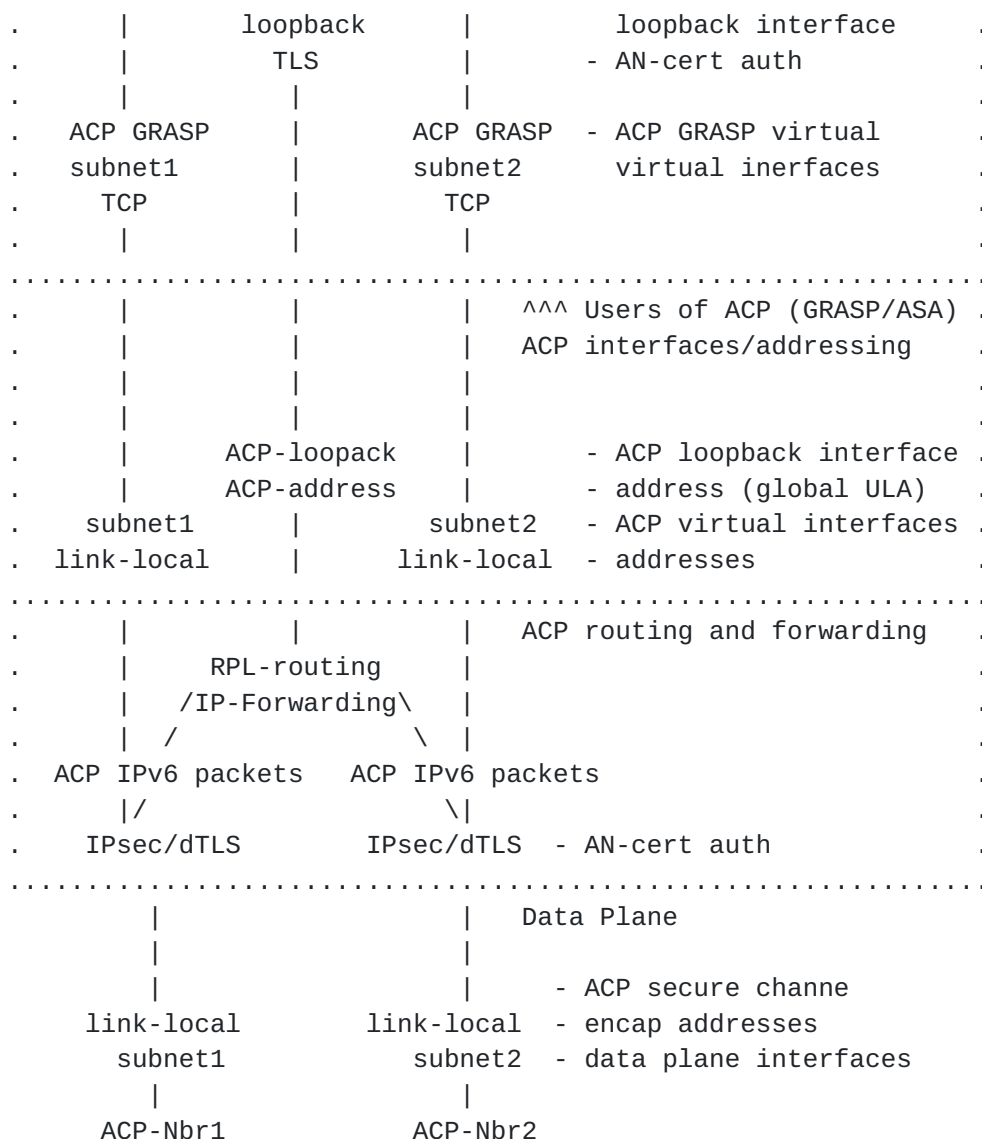 .      |       loopback      |         loopback interface     .
.      |         TLS         |       - AN-cert auth           .
.      |          |          |                                .
.   ACP GRASP     |       ACP GRASP  - ACP GRASP virtual      .
.   subnet1       |       subnet2      virtual inerfaces      .
.     TCP         |         TCP                               .
.      |          |          |                                .
...............................................................
.      |          |          |   ^^^ Users of ACP (GRASP/ASA) .
.      |          |          |   ACP interfaces/addressing    .
.      |          |          |                                .
.      |          |          |                                .
.      |      ACP-loopack    |       - ACP loopback interface .
.      |      ACP-address    |       - address (global ULA)   .
.    subnet1      |        subnet2   - ACP virtual interfaces .
.  link-local     |      link-local  - addresses              .
...............................................................
.      |          |          |   ACP routing and forwarding   .
.      |     RPL-routing     |                                .
.      |   /IP-Forwarding\   |                                .
.      |  /               \  |                                .
.  ACP IPv6 packets   ACP IPv6 packets                        .
.      |/                   \|                                .
.    IPsec/dTLS        IPsec/dTLS  - AN-cert auth             .
...............................................................
         |                   |   Data Plane
         |                   |
         |                   |     - ACP secure channe
     link-local        link-local  - encap addresses
       subnet1            subnet2  - data plane interfaces
         |                   |
      ACP-Nbr1            ACP-Nbr2